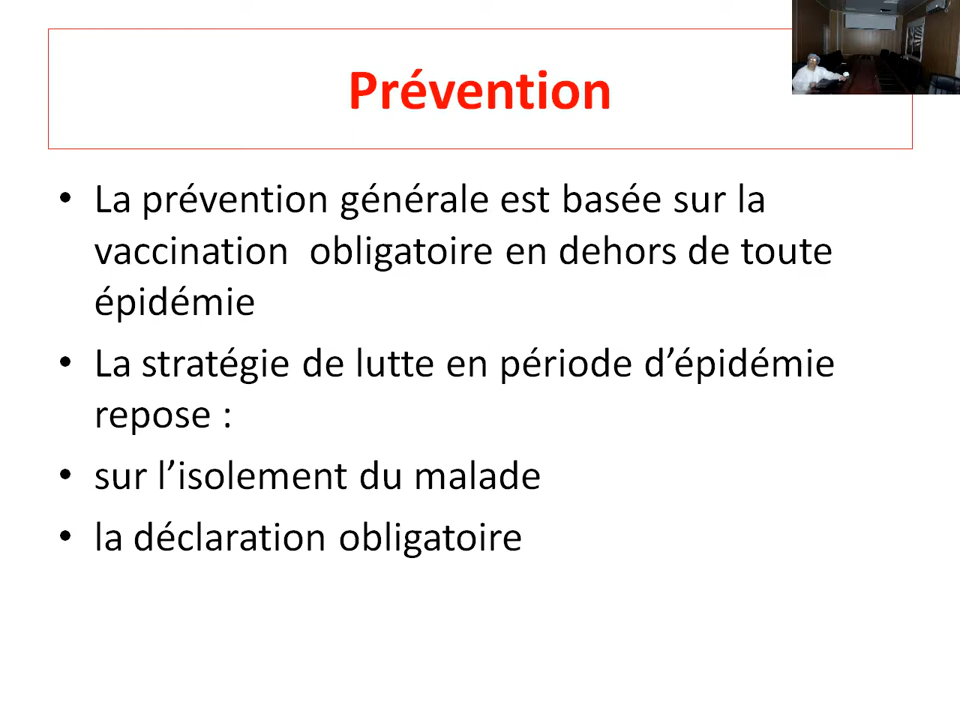 Prévention
• La prévention générale est basée sur la
vaccination obligatoire en dehors de toute
épidémie
• La stratégie de lutte en période d’épidémie
repose :
• sur l’isolement du malade
• la déclaration obligatoire